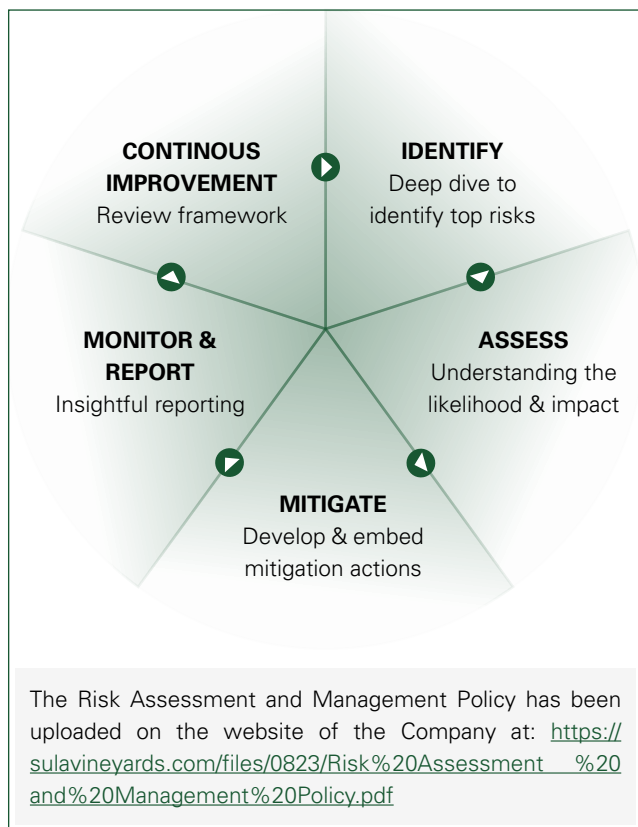 CONTINOUS
IMPROVEMENT
Review framework
IDENTIFY
Deep dive to
identify top risks
ASSESS
Understanding the
likelihood & impact
MITIGATE
Develop & embed
mitigation actions
MONITOR &
REPORT
Insightful reporting
The Risk Assessment and Management Policy has been
uploaded on the website of the Company at: https://
sulavineyards.com/files/0823/Risk%20Assessment %20
and%20Management%20Policy.pdf